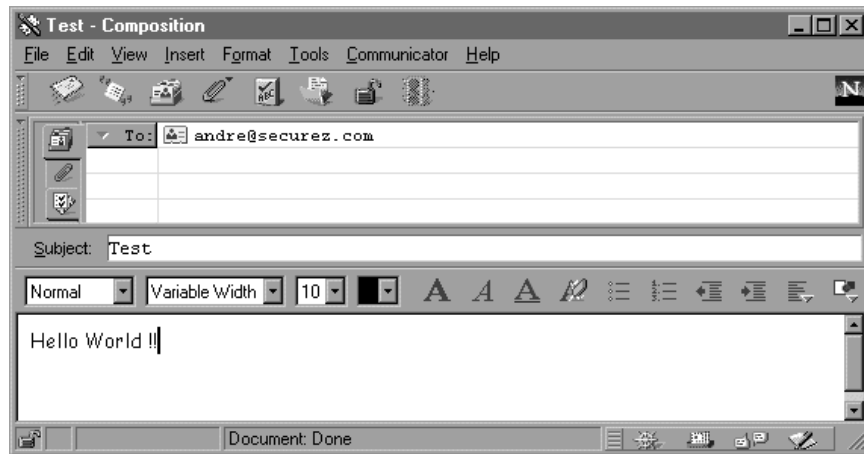 Test - Composition
File Edit View Insert Format Tools Communicator Help
N
To: andre@securez.com
Subject: Test
Normal Variable Width 10 A A A
Hello World !!
Document: Done